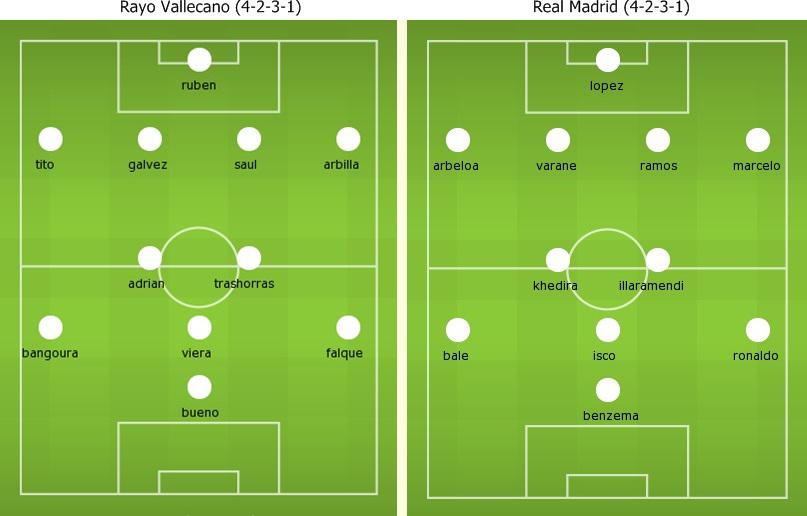 Rayo Vallecano (4-2-3-1)
ruben
tito galvez saul arbilla
adrian trashorras
bangoura viera falque
bueno
Real Madrid (4-2-3-1)
lopez
arbeloa varane ramos marcelo
khedira illaramendi
bale isco ronaldo
benzema